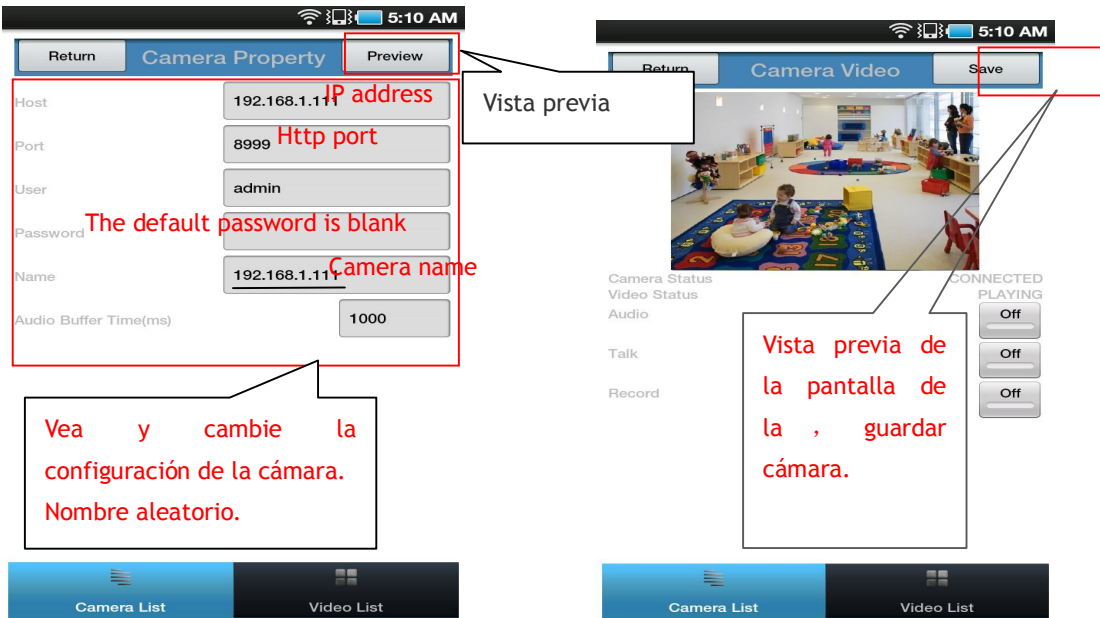 5:10 AM
Return Camera Property Preview
Host 192.168.1.111 IP address
Port 8999 Http port
User admin
Password The default password is blank
Name 192.168.1.111 Camera name
Audio Buffer Time(ms) 1000
Vea y cambie la
configuración de la cámara.
Nombre aleatorio.
Camera List Video List
Vista previa
5:10 AM
Return Camera Video Save
Camera Status CONNECTED
Video Status PLAYING
Audio Off
Talk Off
Record Off
Vista previa de
la pantalla de
la , guardar
cámara.
Camera List Video List